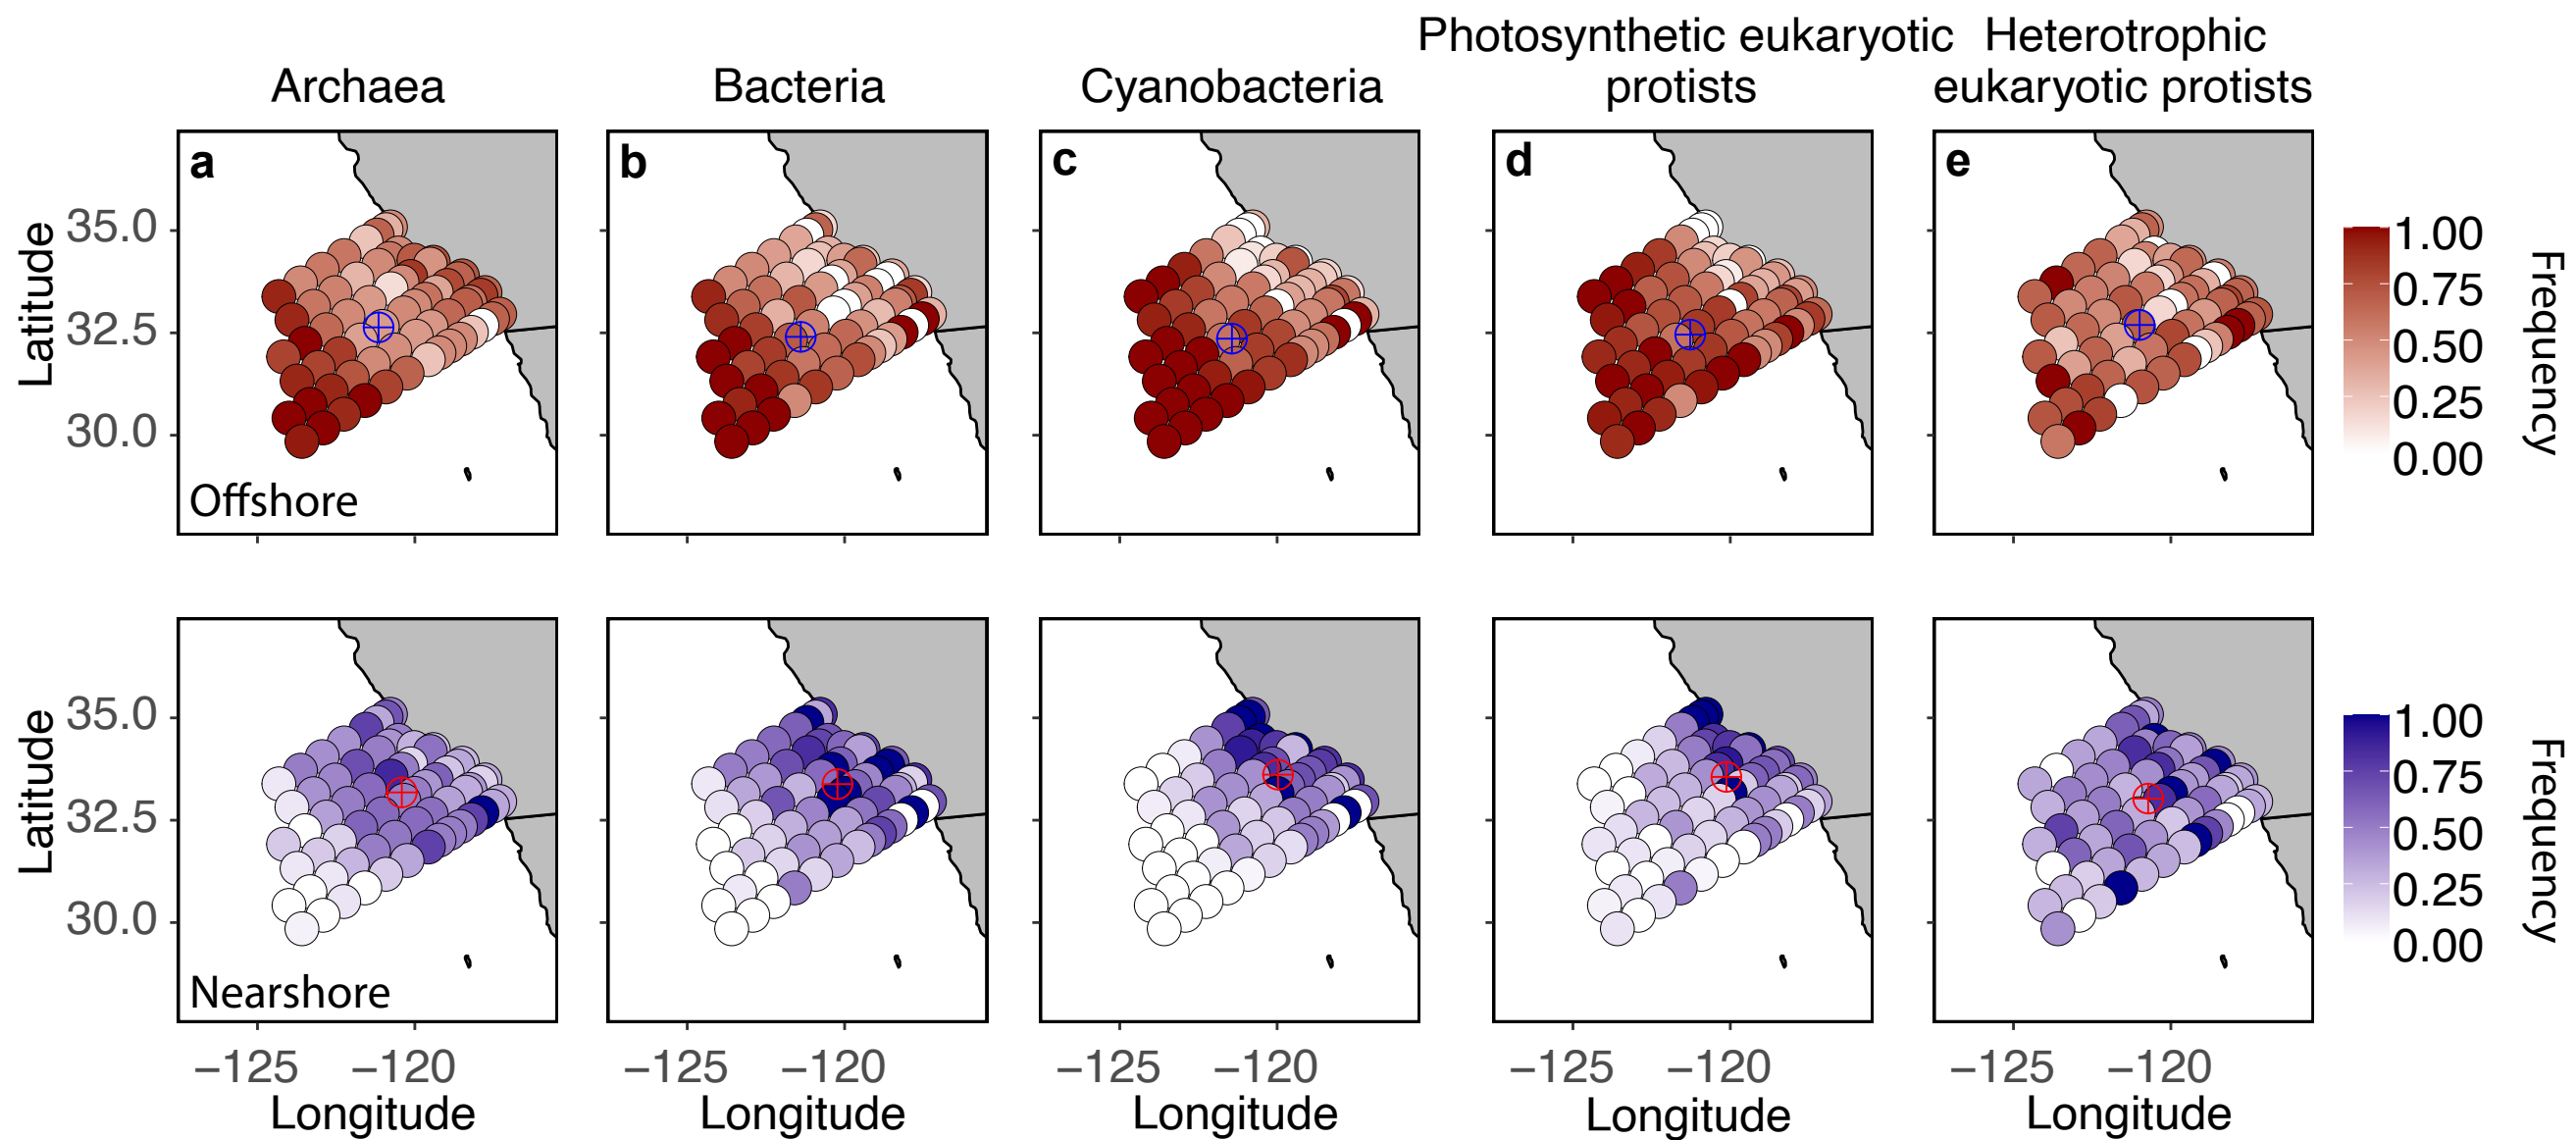 Photosynthetic eukaryotic Heterotrophic
Archaea Bacteria Cyanobacteria protists eukaryotic protists
a b c d e
Latitude
35.0
32.5
30.0
Offshore
1.00
0.75
0.50
0.25
0.00
Frequency
Latitude
35.0
32.5
30.0
Nearshore
1.00
0.75
0.50
0.25
0.00
Frequency
−125 −120 −125 −120 −125 −120 −125 −120 −125 −120
Longitude Longitude Longitude Longitude Longitude